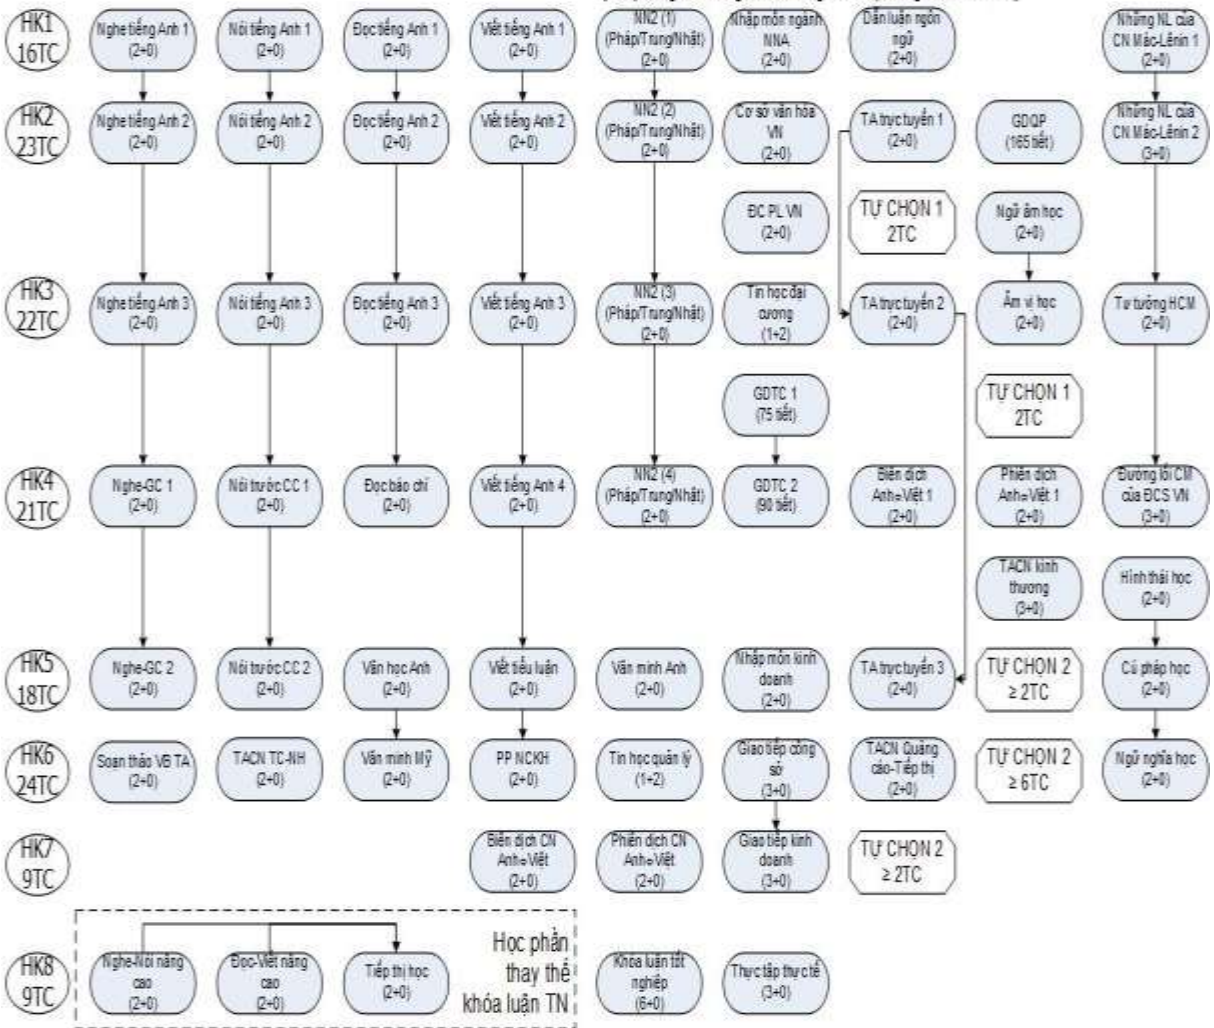 HK1
16TC
Nghe tiếng Anh 1
(2+0)
Nói tiếng Anh 1
(2+0)
Đọc tiếng Anh 1
(2+0)
Viết tiếng Anh 1
(2+0)
NN2 (1)
(Pháp/Trung/Nhật)
(2+0)
Nhập môn ngành
NNA
(2+0)
Dẫn luận ngôn
ngữ
(2+0)
Những NL của
CN Mác-Lênin 1
(2+0)
HK2
23TC
Nghe tiếng Anh 2
(2+0)
Nói tiếng Anh 2
(2+0)
Đọc tiếng Anh 2
(2+0)
Viết tiếng Anh 2
(2+0)
NN2 (2)
(Pháp/Trung/Nhật)
(2+0)
Cơ sở văn hóa
VN
(2+0)
TA trực tuyến 1
(2+0)
GDQP
(165 tiết)
Những NL của
CN Mác-Lênin 2
(3+0)
ĐC PL VN
(2+0)
TỰ CHỌN 1
2TC
Ngữ âm học
(2+0)
HK3
22TC
Nghe tiếng Anh 3
(2+0)
Nói tiếng Anh 3
(2+0)
Đọc tiếng Anh 3
(2+0)
Viết tiếng Anh 3
(2+0)
NN2 (3)
(Pháp/Trung/Nhật)
(2+0)
Tin học đại
cương
(1+2)
TA trực tuyến 2
(2+0)
Âm vị học
(2+0)
Tư tưởng HCM
(2+0)
GDTC 1
(75 tiết)
TỰ CHỌN 1
2TC
HK4
21TC
Nghe-GC 1
(2+0)
Nói trước CC 1
(2+0)
Đọc báo chí
(2+0)
Viết tiếng Anh 4
(2+0)
NN2 (4)
(Pháp/Trung/Nhật)
(2+0)
GDTC 2
(90 tiết)
Biên dịch
Anh↔Việt 1
(2+0)
Phiên dịch
Anh↔Việt 1
(2+0)
Đường lối CM
của ĐCS VN
(3+0)
TACN kinh
thương
(3+0)
Hình thái học
(2+0)
HK5
18TC
Nghe-GC 2
(2+0)
Nói trước CC 2
(2+0)
Văn học Anh
(2+0)
Viết tiểu luận
(2+0)
Văn minh Anh
(2+0)
Nhập môn kinh
doanh
(2+0)
TA trực tuyến 3
(2+0)
TỰ CHỌN 2
≥ 2TC
Cú pháp học
(2+0)
HK6
24TC
Soạn thảo VB TA
(2+0)
TACN TC-NH
(2+0)
Văn minh Mỹ
(2+0)
PP NCKH
(2+0)
Tin học quản lý
(1+2)
Giao tiếp công
sở
(3+0)
TACN Quảng
cáo-Tiếp thị
(2+0)
TỰ CHỌN 2
≥ 6TC
Ngữ nghĩa học
(2+0)
HK7
9TC
Biên dịch CN
Anh↔Việt
(2+0)
Phiên dịch CN
Anh↔Việt
(2+0)
Giao tiếp kinh
doanh
(3+0)
TỰ CHỌN 2
≥ 2TC
HK8
9TC
Nghe-Nói nâng
cao
(2+0)
Đọc-Viết nâng
cao
(2+0)
Tiếp thị học
(2+0)
Học phần
thay thế
khóa luận TN
Khóa luận tốt
nghiệp
(6+0)
Thực tập thực tế
(3+0)